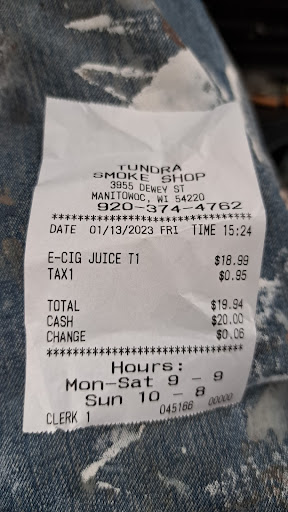 TUNDRA
SMOKE SHOP
3955 DEWEY ST
MANITOWOC, WI 54220
920-374-4762
************************************
DATE 01/13/2023 FRI TIME 15:24
E-CIG JUICE T1 $18.99
TAX1 $0.95
TOTAL $19.94
CASH $20.00
CHANGE $0.06
************************************
Hours:
Mon-Sat 9 - 9
Sun 10 - 8
CLERK 1 045166 00000